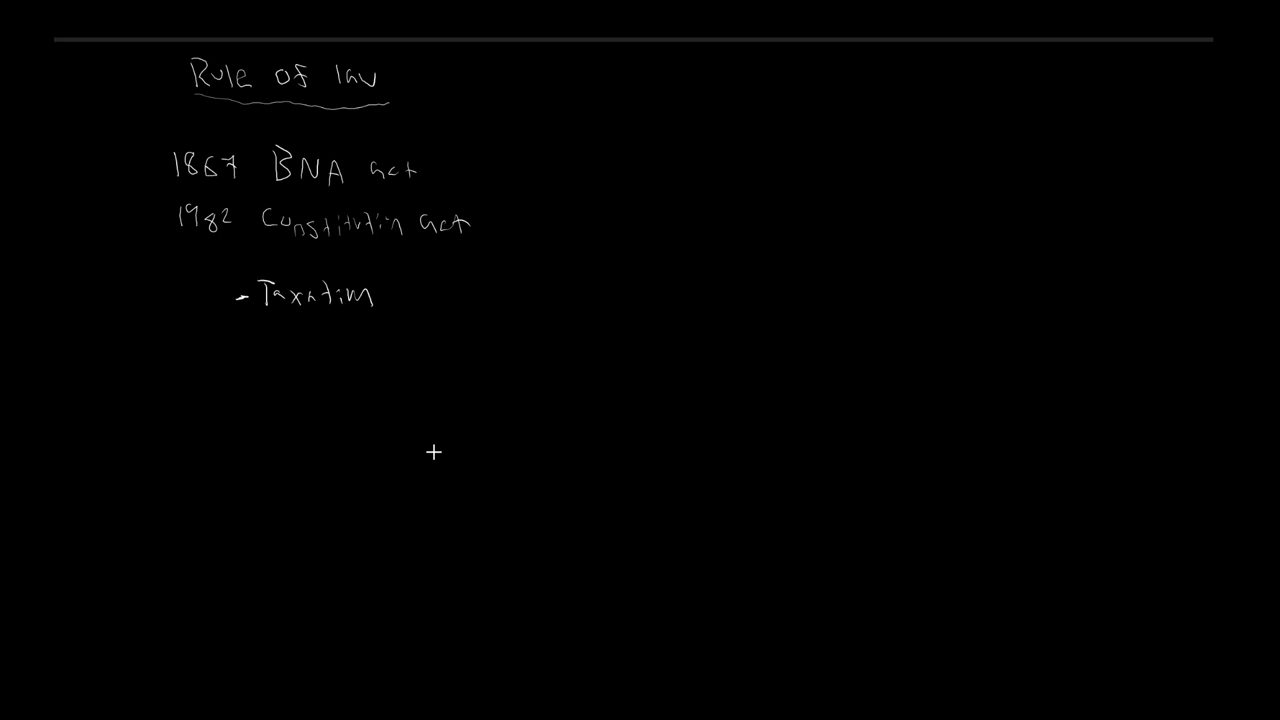 Rule of law
1867 BNA act
1982 Constitution act
- Taxation